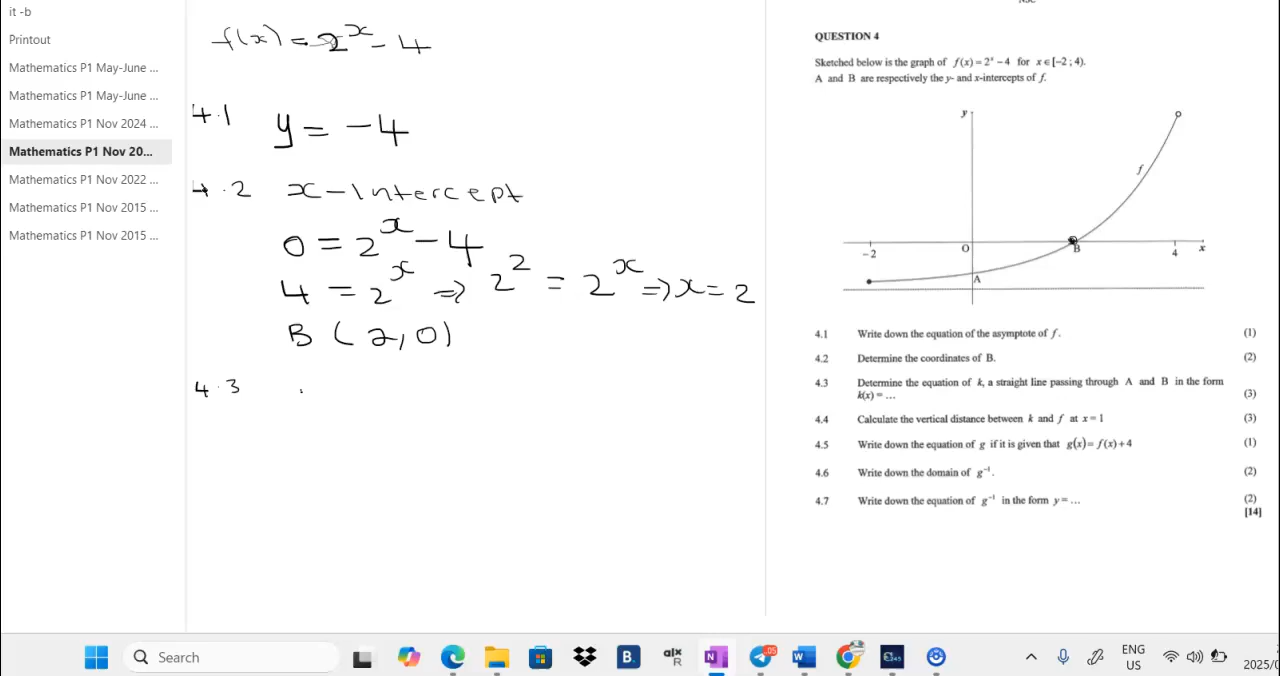 it -b
Printout
Mathematics P1 May-June ...
Mathematics P1 May-June ...
Mathematics P1 Nov 2024 ...
Mathematics P1 Nov 20...
Mathematics P1 Nov 2022 ...
Mathematics P1 Nov 2015 ...
Mathematics P1 Nov 2015 ...
f(x) = 2^x - 4
4.1 y = -4
4.2 x-Intercept
0 = 2^x - 4
4 = 2^x => 2^2 = 2^x => x = 2
B (2,0)
4.3
QUESTION 4
Sketched below is the graph of f(x) = 2^x - 4 for x ∈ [-2 ; 4).
A and B are respectively the y- and x-intercepts of f.
y
f
-2 O B 4 x
A
4.1 Write down the equation of the asymptote of f. (1)
4.2 Determine the coordinates of B. (2)
4.3 Determine the equation of k, a straight line passing through A and B in the form
k(x) = ... (3)
4.4 Calculate the vertical distance between k and f at x = 1 (3)
4.5 Write down the equation of g if it is given that g(x) = f(x) + 4 (1)
4.6 Write down the domain of g^-1. (2)
4.7 Write down the equation of g^-1 in the form y = ... (2)
[14]
Search
ENG
US
2025/0